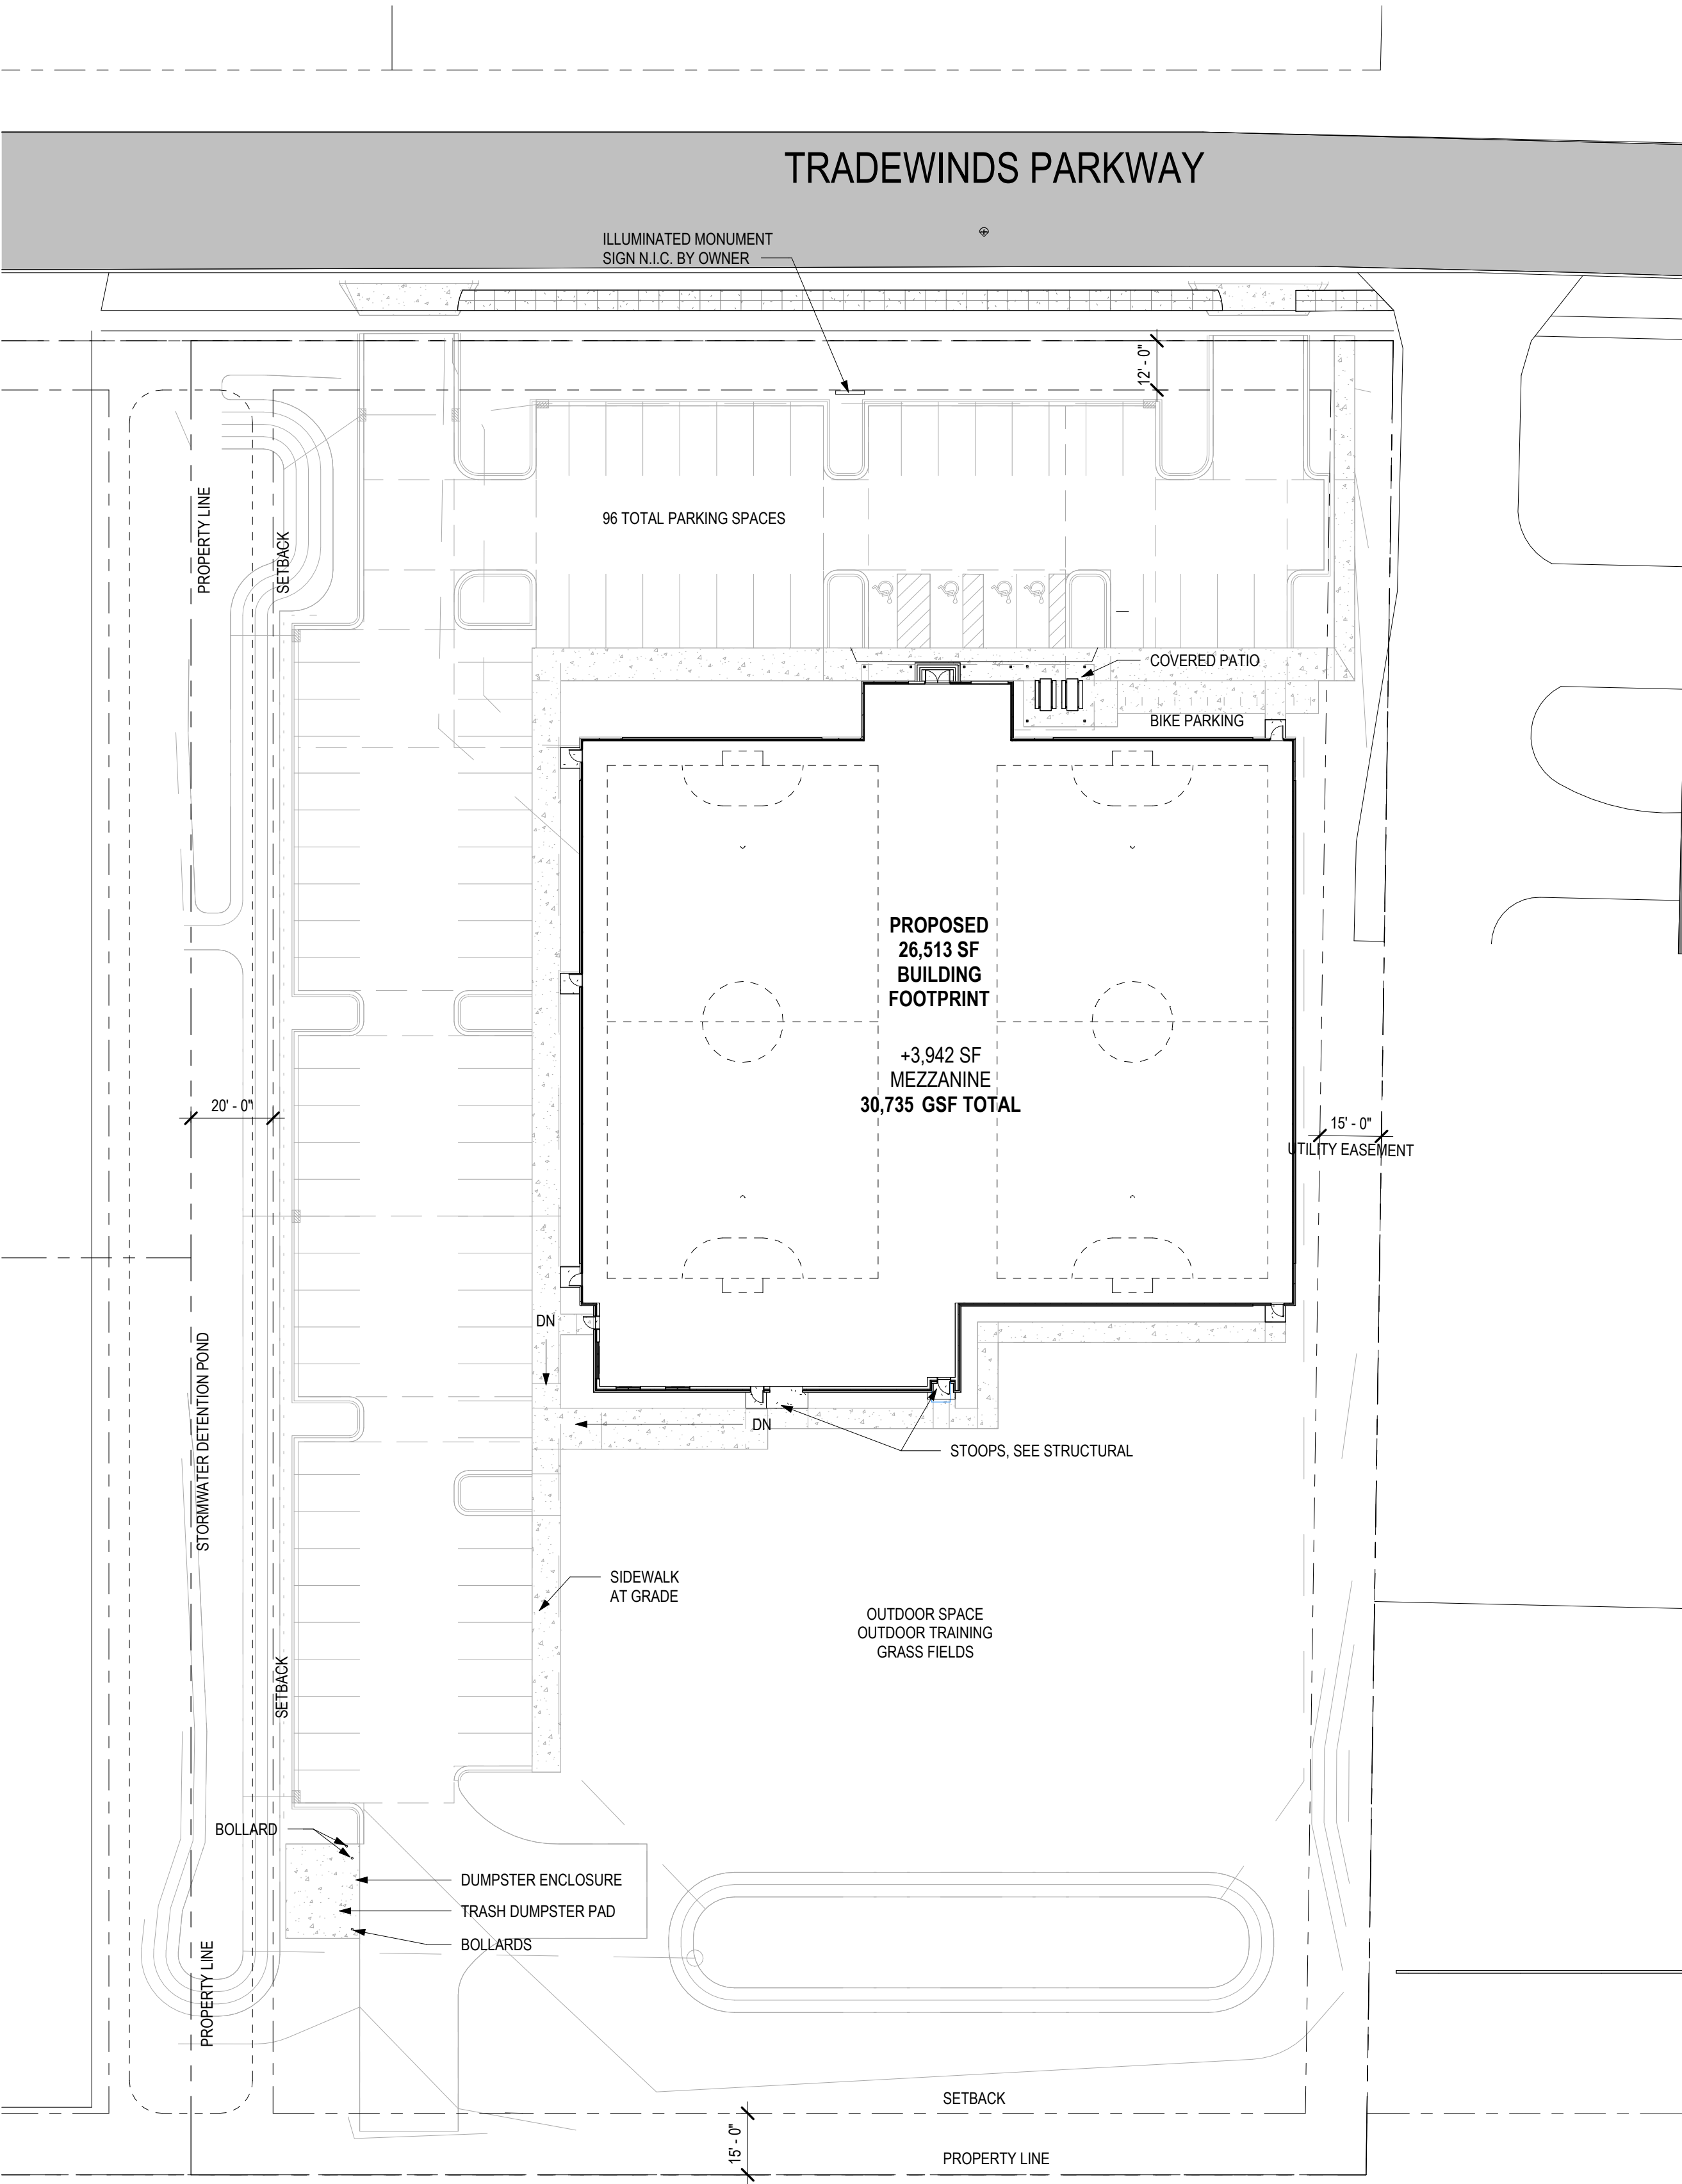 TRADEWINDS PARKWAY
ILLUMINATED MONUMENT
SIGN N.I.C. BY OWNER
12' - 0"
PROPERTY LINE
SETBACK
96 TOTAL PARKING SPACES
COVERED PATIO
BIKE PARKING
PROPOSED
26,513 SF
BUILDING
FOOTPRINT
+3,942 SF
MEZZANINE
30,735 GSF TOTAL
20' - 0"
15' - 0"
UTILITY EASEMENT
DN
STORMWATER DETENTION POND
DN
STOOPS, SEE STRUCTURAL
SIDEWALK
AT GRADE
OUTDOOR SPACE
OUTDOOR TRAINING
GRASS FIELDS
SETBACK
BOLLARD
DUMPSTER ENCLOSURE
TRASH DUMPSTER PAD
BOLLARDS
PROPERTY LINE
SETBACK
15' - 0"
PROPERTY LINE